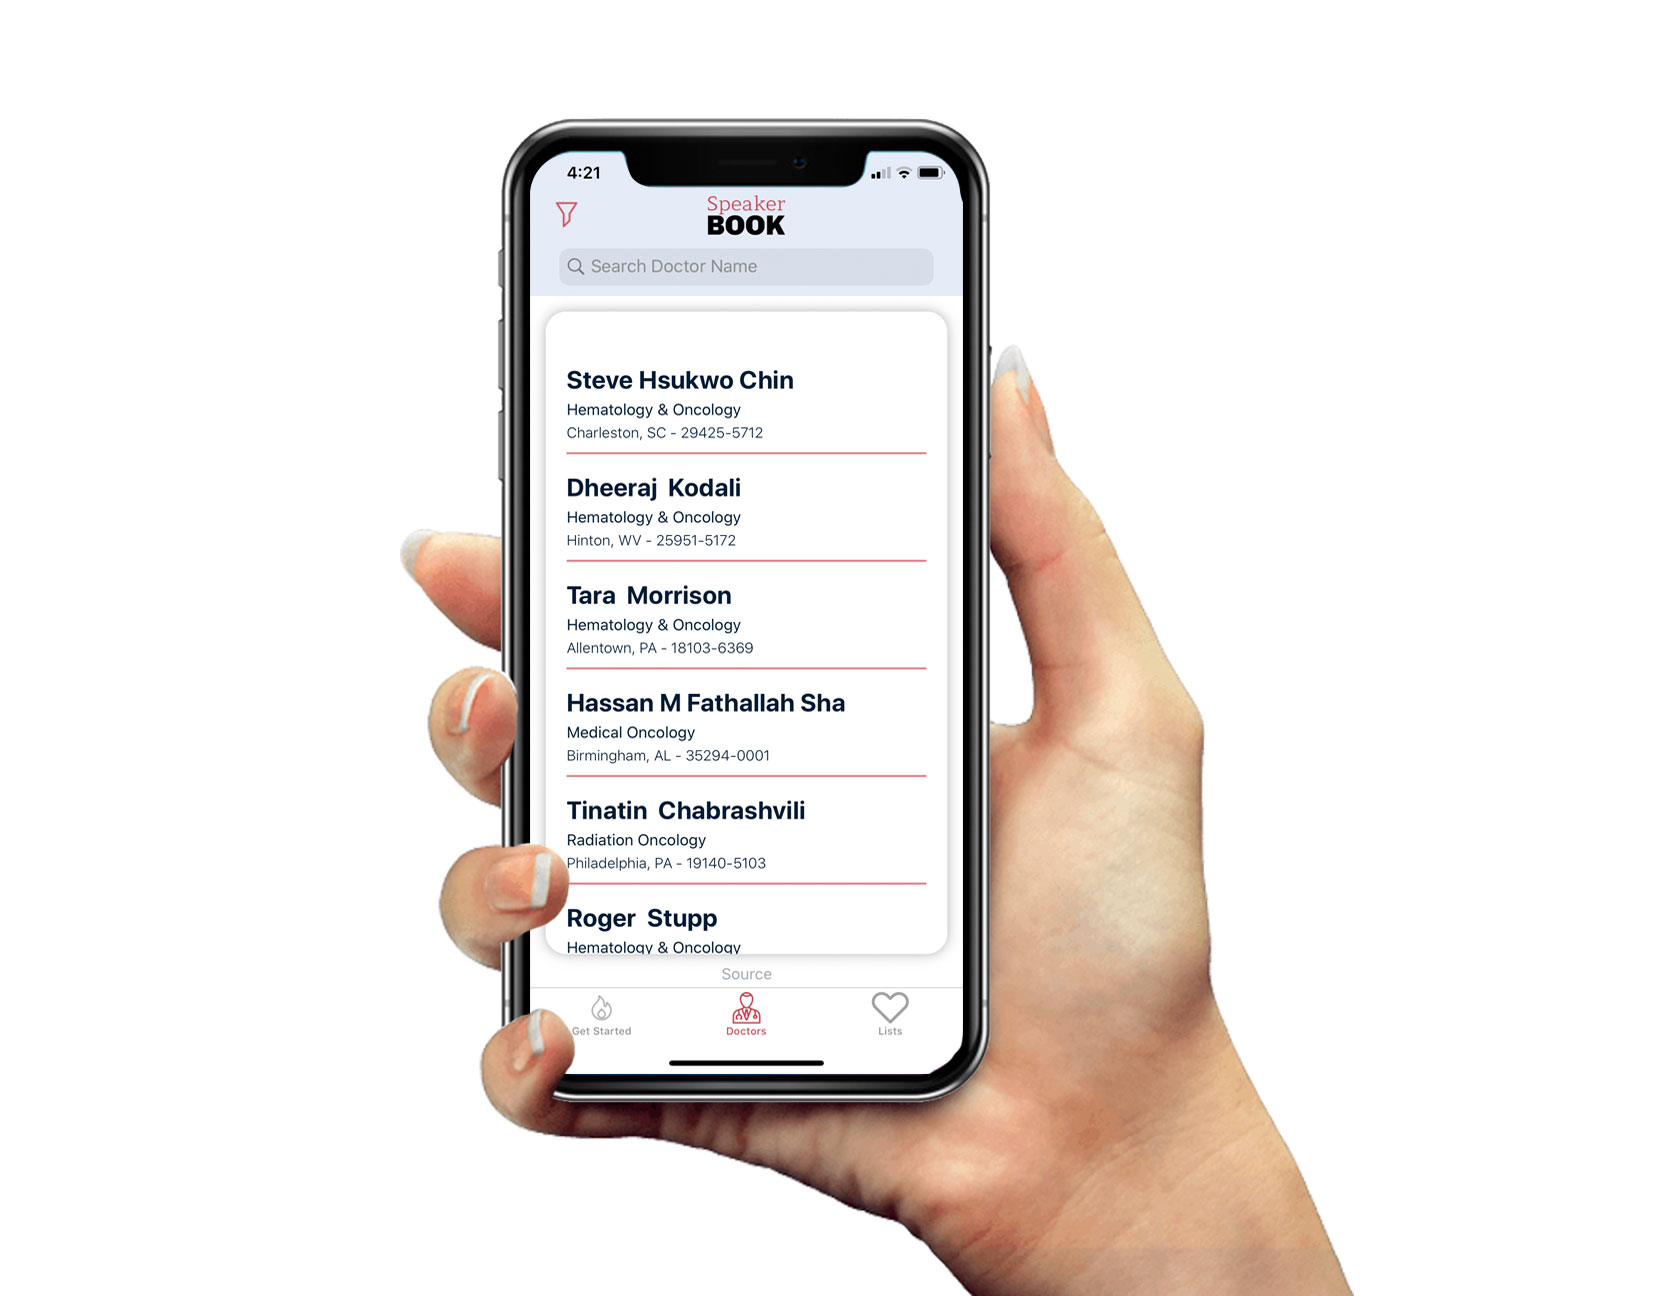 4:21
Speaker
BOOK
Search Doctor Name
Steve Hsukwo Chin
Hematology & Oncology
Charleston, SC - 29425-5712
Dheeraj Kodali
Hematology & Oncology
Hinton, WV - 25951-5172
Tara Morrison
Hematology & Oncology
Allentown, PA - 18103-6369
Hassan M Fathallah Sha
Medical Oncology
Birmingham, AL - 35294-0001
Tinatin Chabrashvili
Radiation Oncology
Philadelphia, PA - 19140-5103
Roger Stupp
Hematology & Oncology
Source
Get Started
Doctors
Lists